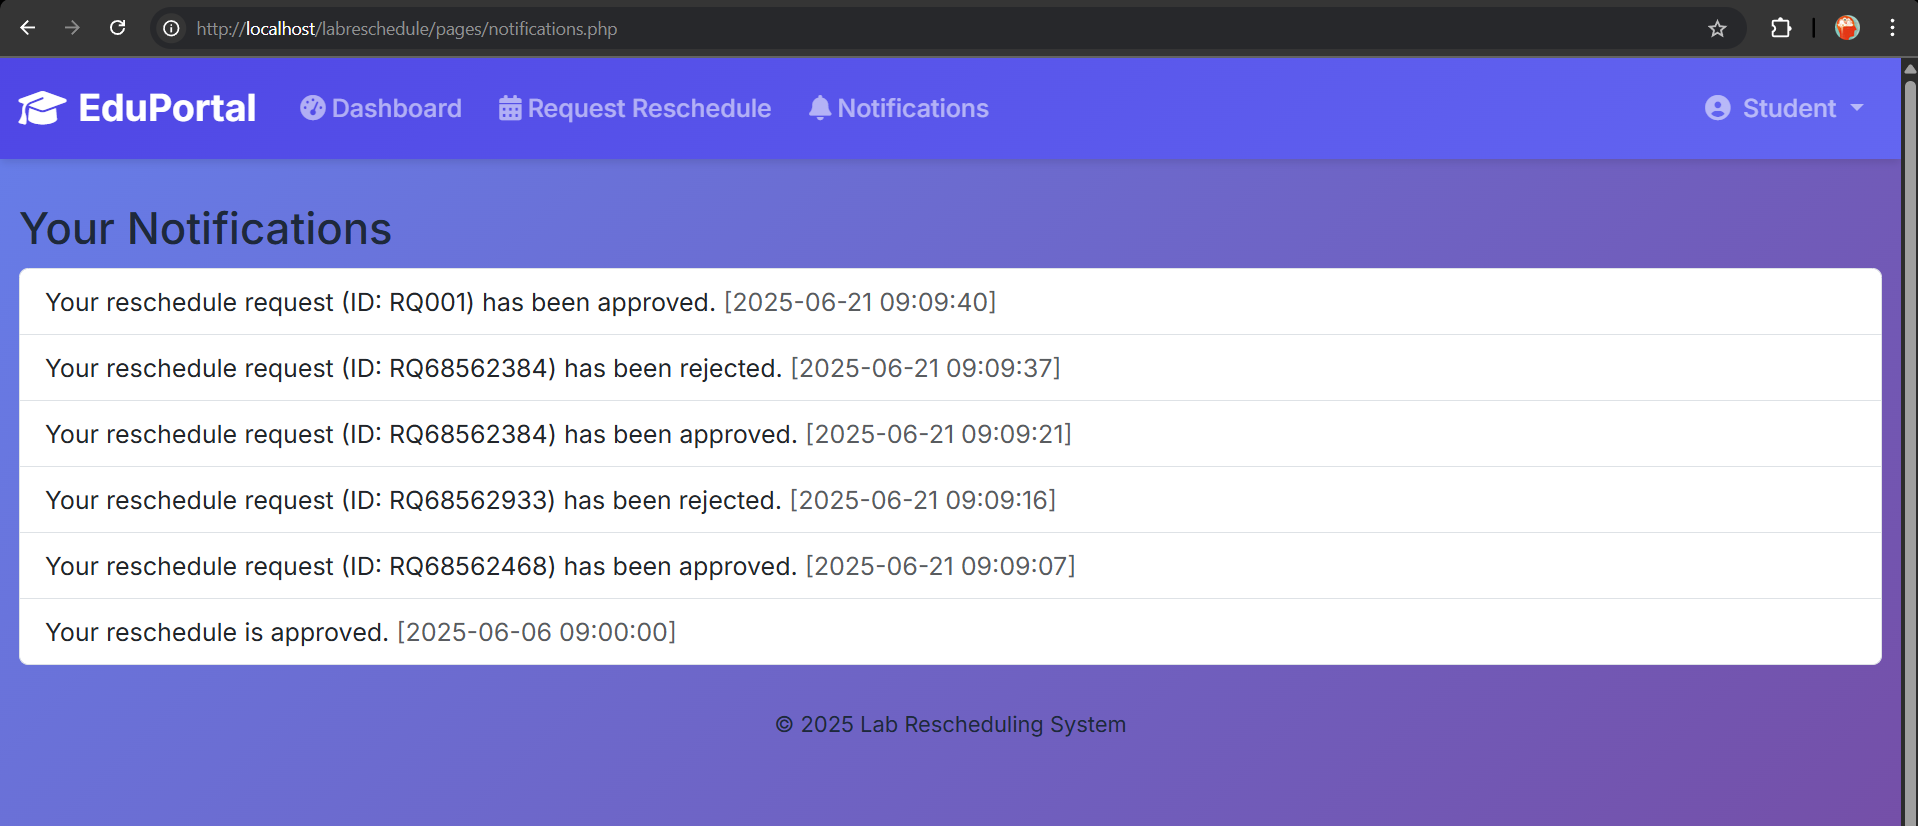 http://localhost/labreschedule/pages/notifications.php
EduPortal Dashboard Request Reschedule Notifications Student
Your Notifications
Your reschedule request (ID: RQ001) has been approved. [2025-06-21 09:09:40]
Your reschedule request (ID: RQ68562384) has been rejected. [2025-06-21 09:09:37]
Your reschedule request (ID: RQ68562384) has been approved. [2025-06-21 09:09:21]
Your reschedule request (ID: RQ68562933) has been rejected. [2025-06-21 09:09:16]
Your reschedule request (ID: RQ68562468) has been approved. [2025-06-21 09:09:07]
Your reschedule is approved. [2025-06-06 09:00:00]
© 2025 Lab Rescheduling System